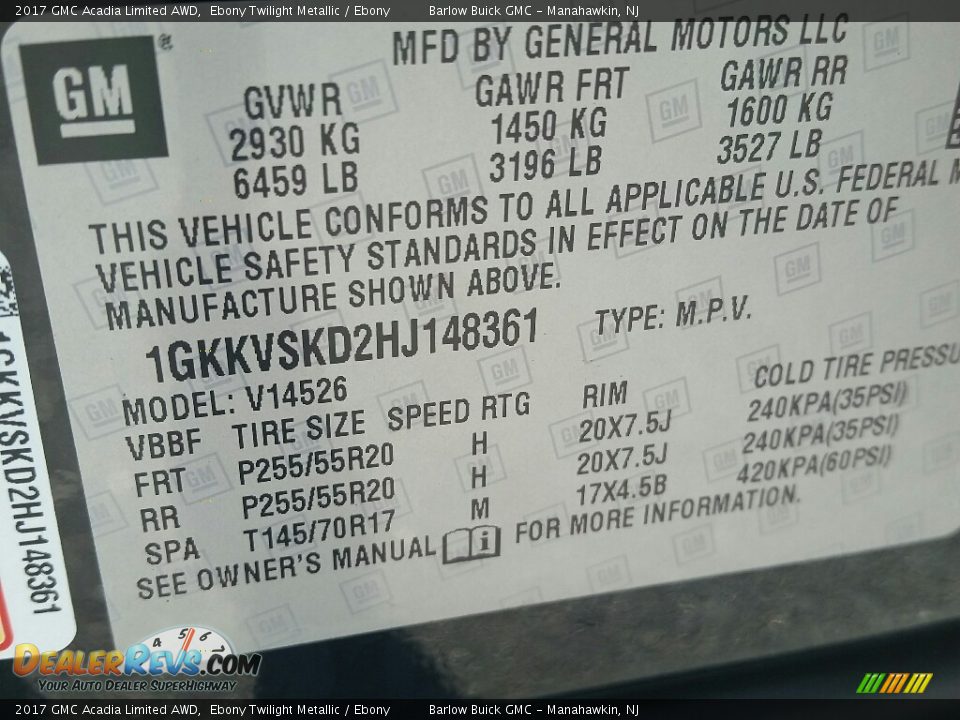 2017 GMC Acadia Limited AWD,  Ebony Twilight Metallic / Ebony     Barlow Buick GMC - Manahawkin, NJ
GM ®
MFD BY GENERAL MOTORS LLC
GVWR GAWR FRT GAWR RR
2930 KG 1450 KG 1600 KG
6459 LB 3196 LB 3527 LB
THIS VEHICLE CONFORMS TO ALL APPLICABLE U.S. FEDERAL
VEHICLE SAFETY STANDARDS IN EFFECT ON THE DATE OF
MANUFACTURE SHOWN ABOVE.
1GKKVSKD2HJ148361 TYPE: M.P.V.
MODEL: V14526
VBBF TIRE SIZE SPEED RTG RIM COLD TIRE PRESSU
FRT P255/55R20 H 20X7.5J 240KPA(35PSI)
RR P255/55R20 H 20X7.5J 240KPA(35PSI)
SPA T145/70R17 M 17X4.5B 420KPA(60PSI)
SEE OWNER'S MANUAL i FOR MORE INFORMATION.
1GKKVSKD2HJ148361
4 5 6
DEALERREVS.COM
YOUR AUTO DEALER SUPERHIGHWAY
2017 GMC Acadia Limited AWD,  Ebony Twilight Metallic / Ebony     Barlow Buick GMC - Manahawkin, NJ